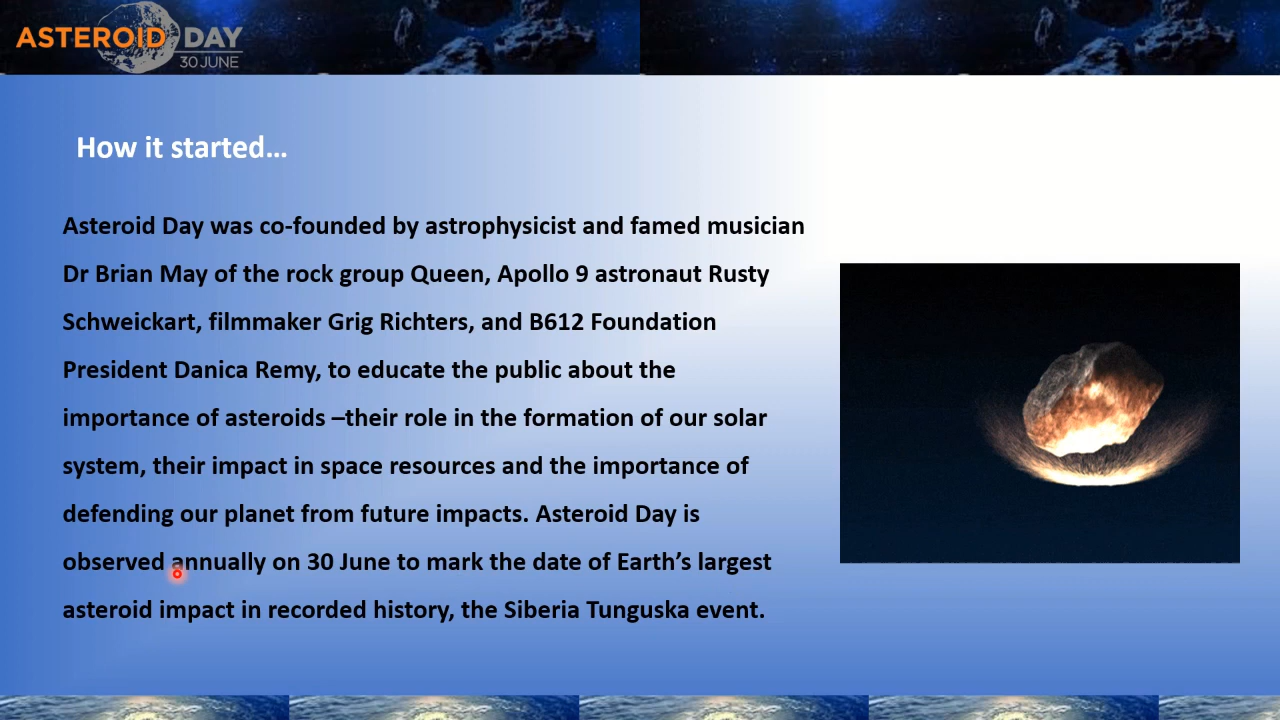 ASTEROID DAY
30 JUNE
How it started...
Asteroid Day was co-founded by astrophysicist and famed musician
Dr Brian May of the rock group Queen, Apollo 9 astronaut Rusty
Schweickart, filmmaker Grig Richters, and B612 Foundation
President Danica Remy, to educate the public about the
importance of asteroids –their role in the formation of our solar
system, their impact in space resources and the importance of
defending our planet from future impacts. Asteroid Day is
observed annually on 30 June to mark the date of Earth’s largest
asteroid impact in recorded history, the Siberia Tunguska event.